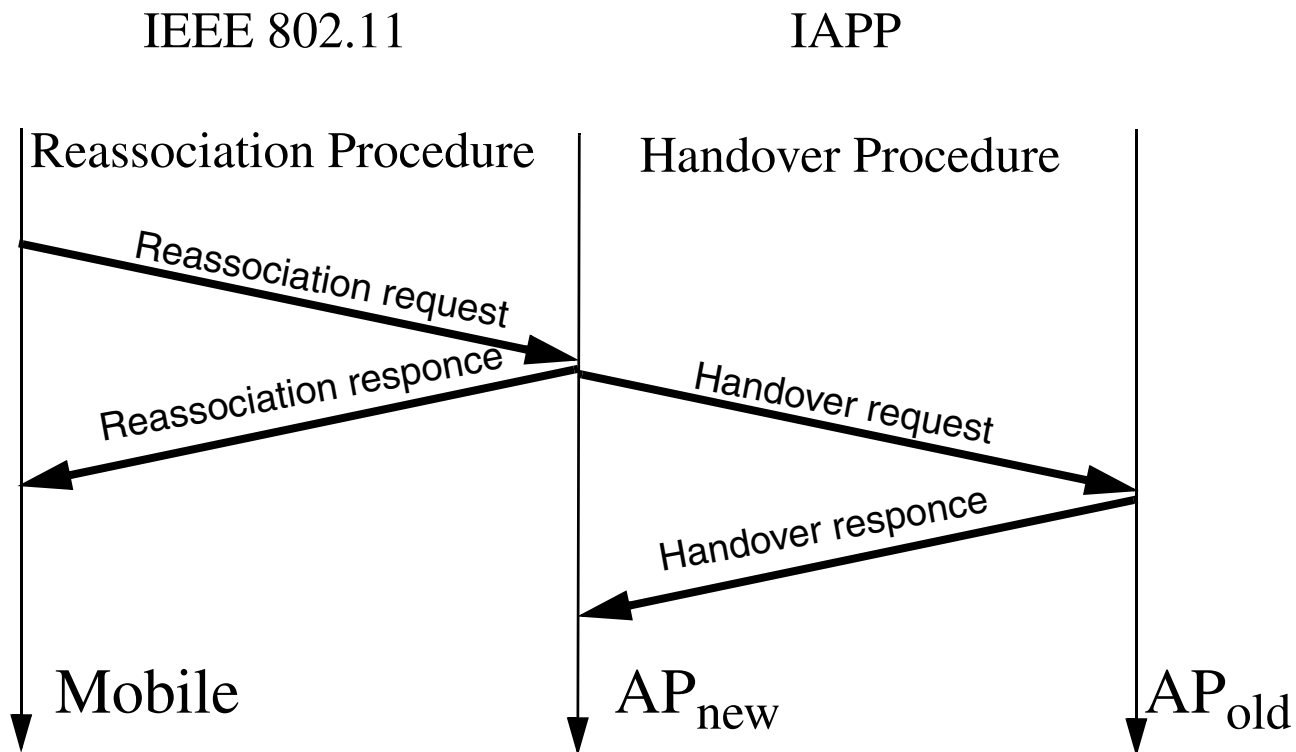 IEEE 802.11
IAPP
Reassociation Procedure
Handover Procedure
Reassociation request
Reassociation responce
Handover request
Handover responce
Mobile
APnew
APold